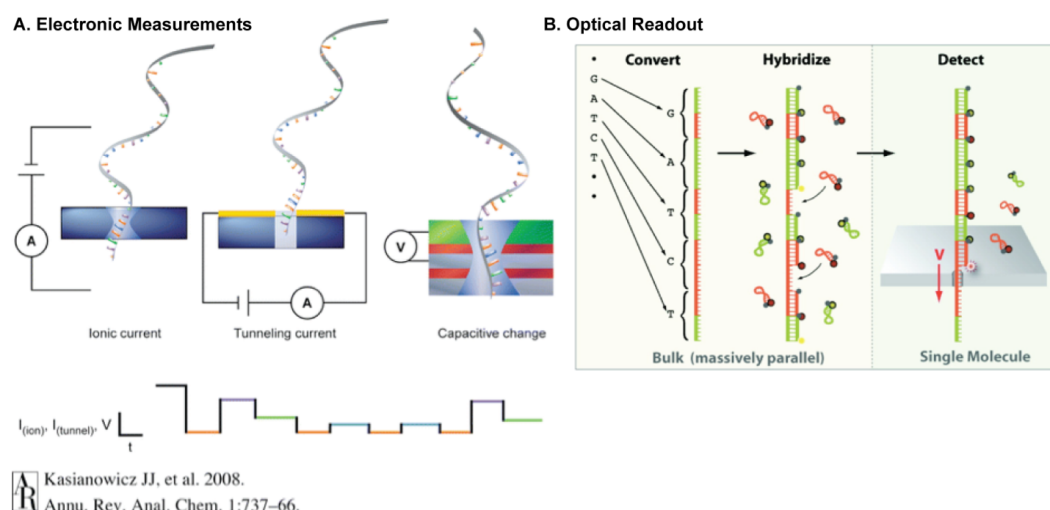 A. Electronic Measurements
A
Ionic current
A
Tunneling current
V
Capacitive change
I(ion), I(tunnel), V
t
B. Optical Readout
Convert
Hybridize
Detect
G
A
T
C
T
G
A
T
C
T
V
Bulk (massively parallel)
Single Molecule
AR
Kasianowicz JJ, et al. 2008.
Annu. Rev. Anal. Chem. 1:737–66.